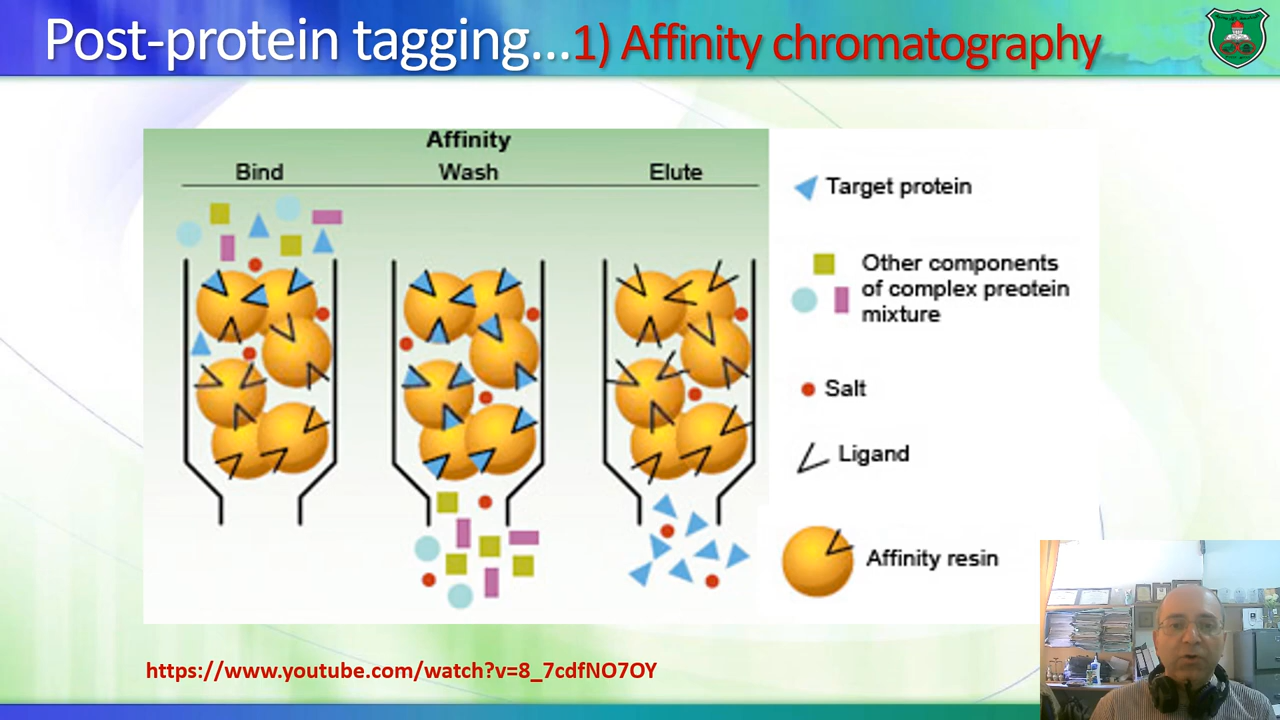 Post-protein tagging...1) Affinity chromatography
Affinity
Bind Wash Elute
Target protein
Other components
of complex preotein
mixture
Salt
Ligand
Affinity resin
https://www.youtube.com/watch?v=8_7cdfNO7OY